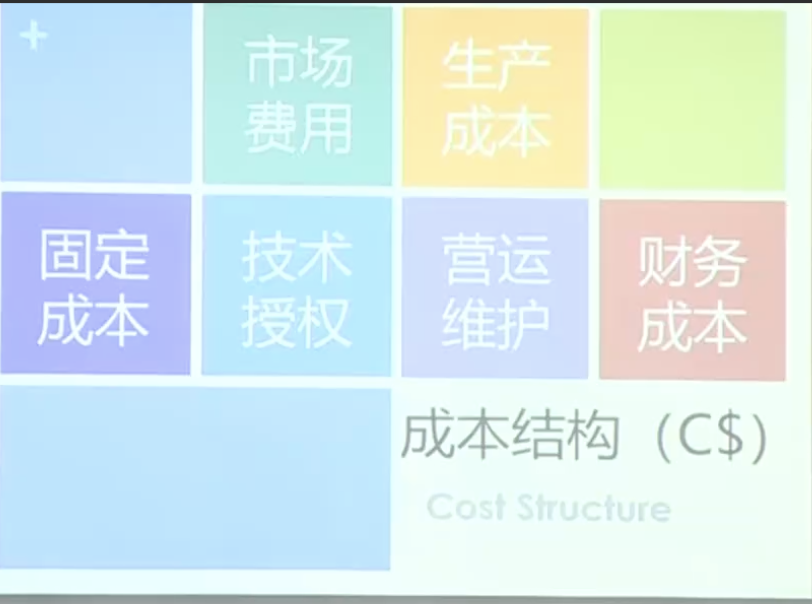 +
市场
费用
生产
成本
固定
成本
技术
授权
营运
维护
财务
成本
成本结构（C$）
Cost Structure